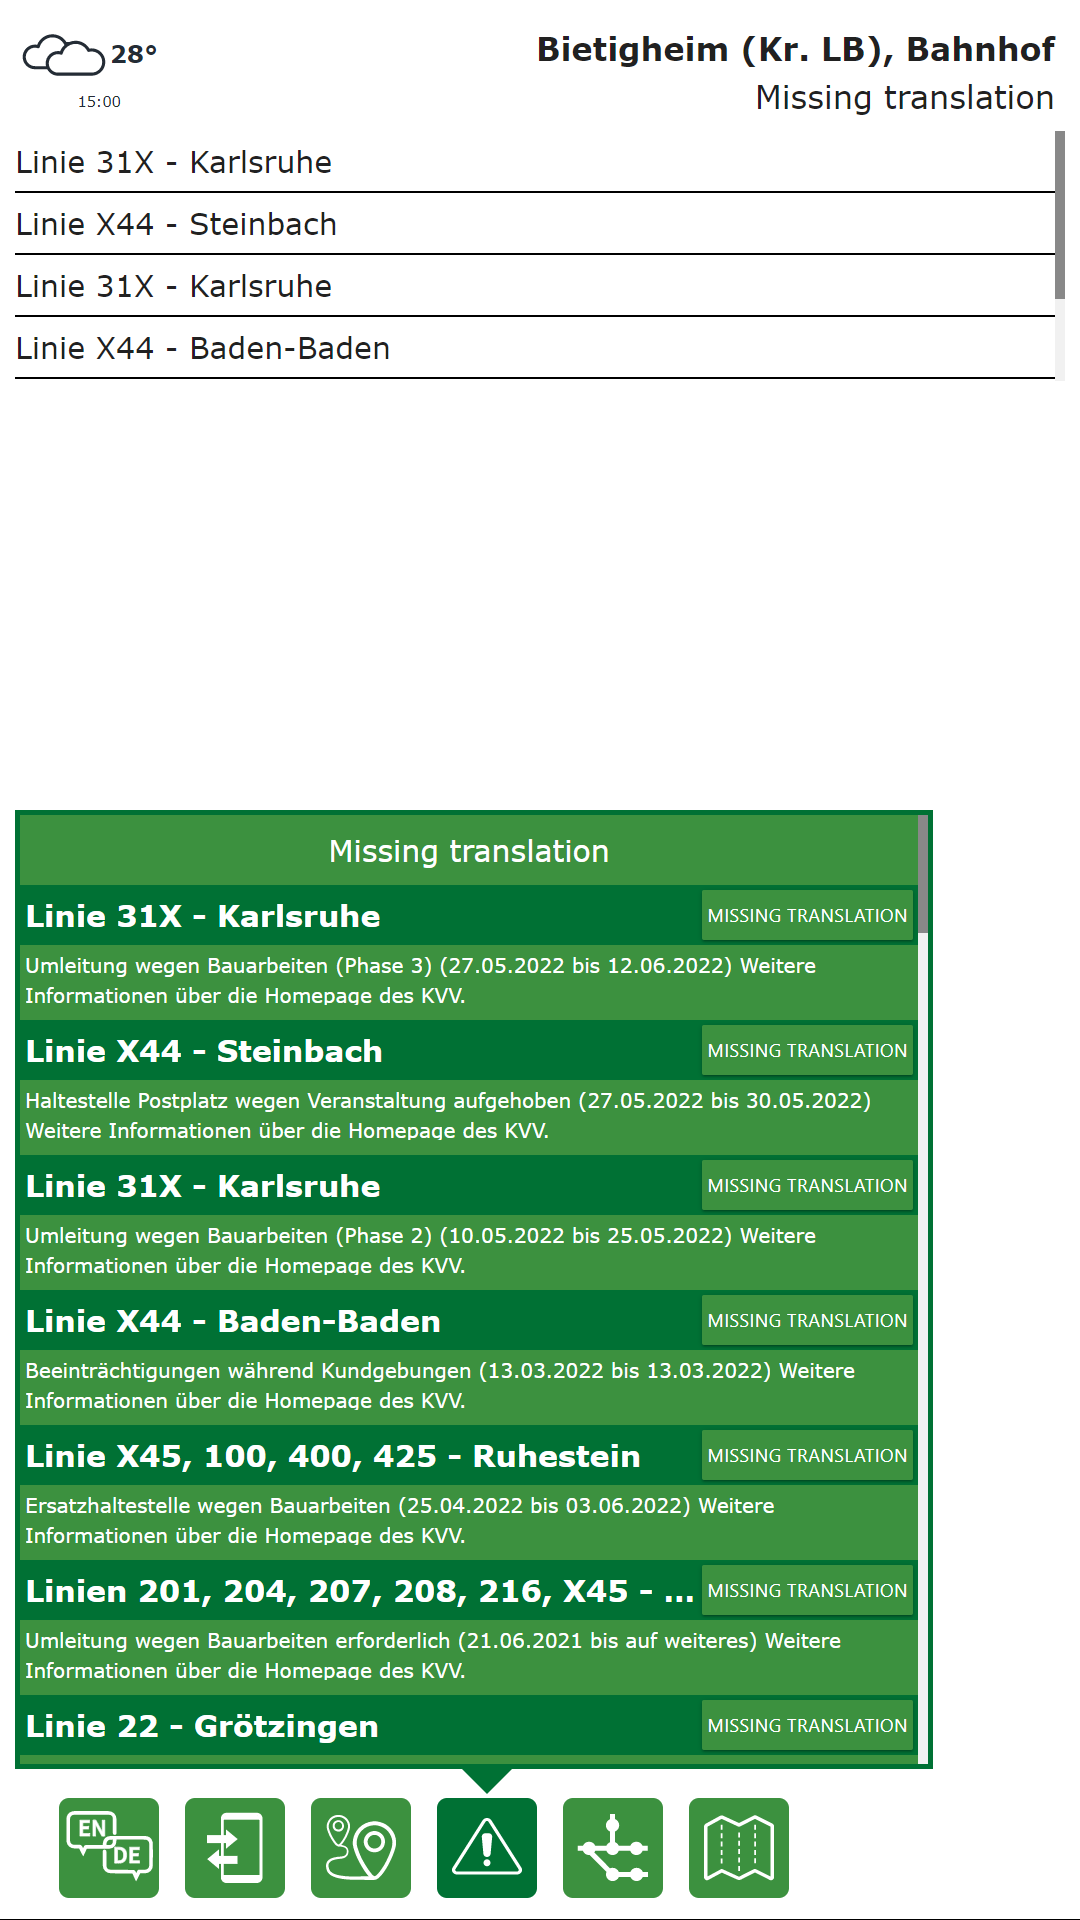 28°
15:00
Bietigheim (Kr. LB), Bahnhof
Missing translation
Linie 31X - Karlsruhe
Linie X44 - Steinbach
Linie 31X - Karlsruhe
Linie X44 - Baden-Baden
Missing translation
Linie 31X - Karlsruhe
MISSING TRANSLATION
Umleitung wegen Bauarbeiten (Phase 3) (27.05.2022 bis 12.06.2022) Weitere
Informationen über die Homepage des KVV.
Linie X44 - Steinbach
MISSING TRANSLATION
Haltestelle Postplatz wegen Veranstaltung aufgehoben (27.05.2022 bis 30.05.2022)
Weitere Informationen über die Homepage des KVV.
Linie 31X - Karlsruhe
MISSING TRANSLATION
Umleitung wegen Bauarbeiten (Phase 2) (10.05.2022 bis 25.05.2022) Weitere
Informationen über die Homepage des KVV.
Linie X44 - Baden-Baden
MISSING TRANSLATION
Beeinträchtigungen während Kundgebungen (13.03.2022 bis 13.03.2022) Weitere
Informationen über die Homepage des KVV.
Linie X45, 100, 400, 425 - Ruhestein
MISSING TRANSLATION
Ersatzhaltestelle wegen Bauarbeiten (25.04.2022 bis 03.06.2022) Weitere
Informationen über die Homepage des KVV.
Linien 201, 204, 207, 208, 216, X45 - ...
MISSING TRANSLATION
Umleitung wegen Bauarbeiten erforderlich (21.06.2021 bis auf weiteres) Weitere
Informationen über die Homepage des KVV.
Linie 22 - Grötzingen
MISSING TRANSLATION
EN
DE